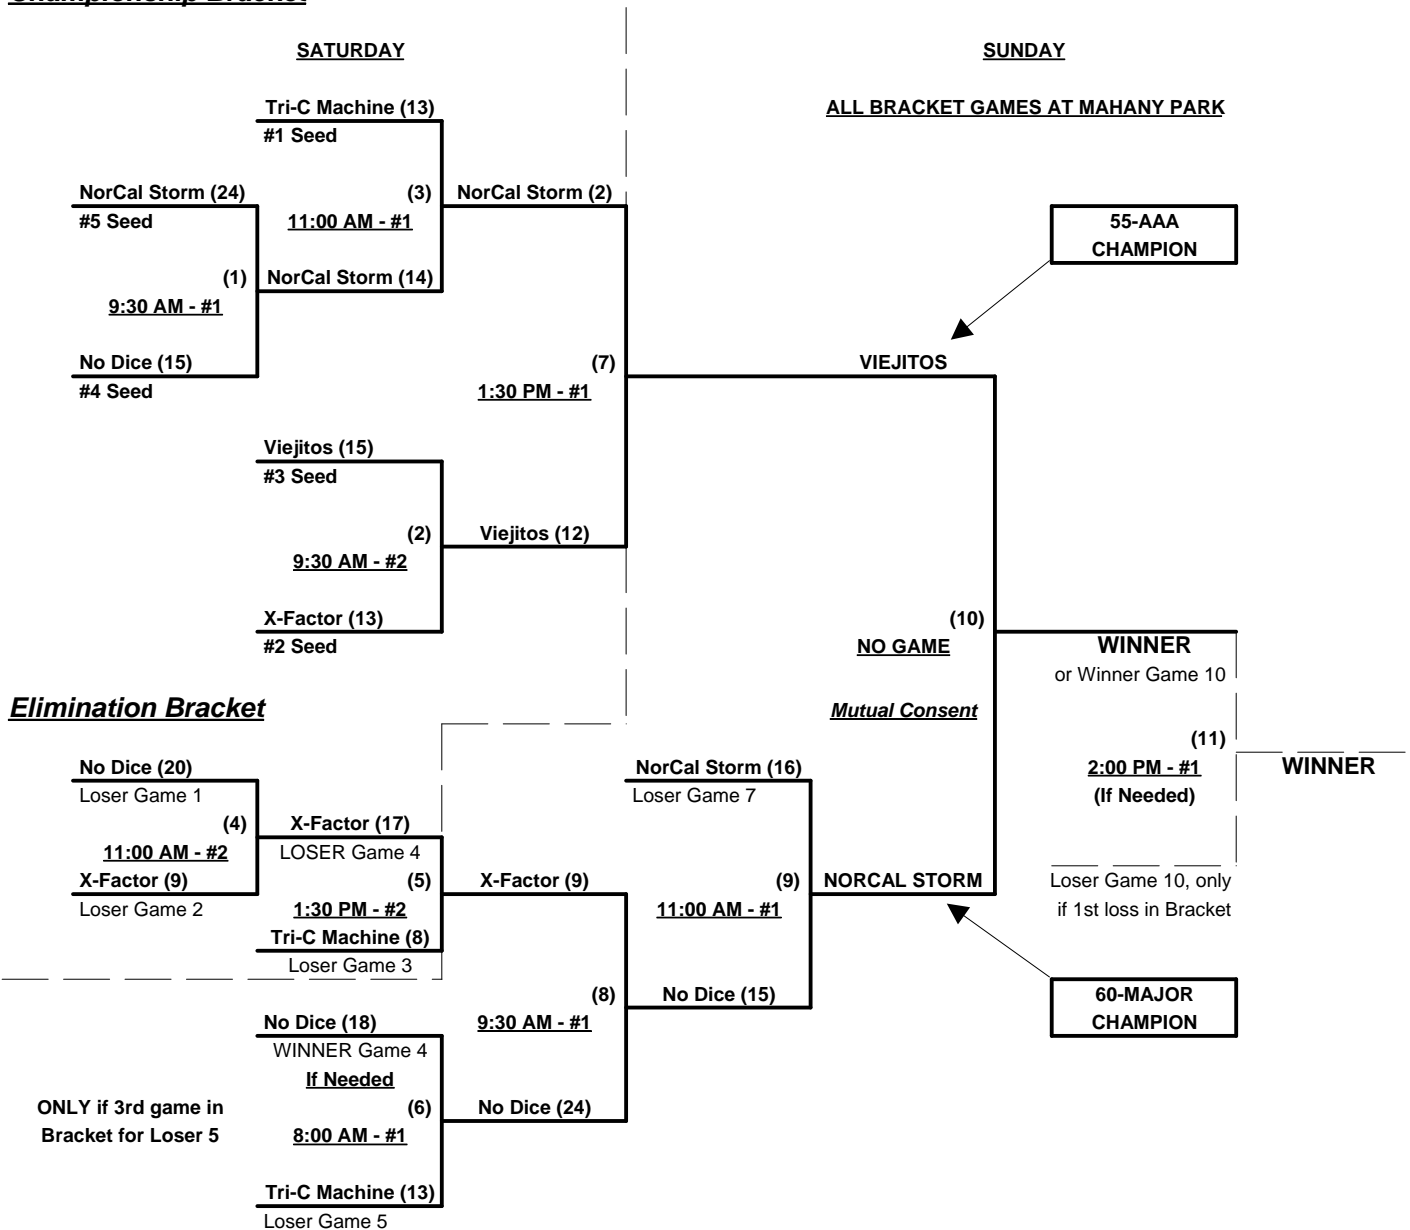 Championship Bracket
SATURDAY
SUNDAY
Tri-C Machine (13)
ALL BRACKET GAMES AT MAHANY PARK
#1 Seed
NorCal Storm (24)
(3)
NorCal Storm (2)
#5 Seed
11:00 AM - #1
55-AAA
CHAMPION
(1)
NorCal Storm (14)
9:30 AM - #1
No Dice (15)
(7)
VIEJITOS
#4 Seed
1:30 PM - #1
Viejitos (15)
#3 Seed
(2)
Viejitos (12)
9:30 AM - #2
X-Factor (13)
(10)
#2 Seed
NO GAME
WINNER
or Winner Game 10
Elimination Bracket
Mutual Consent
(11)
No Dice (20)
NorCal Storm (16)
2:00 PM - #1
WINNER
Loser Game 1
Loser Game 7
(If Needed)
(4)
X-Factor (17)
11:00 AM - #2
LOSER Game 4
X-Factor (9)
(5)
X-Factor (9)
(9)
NORCAL STORM
Loser Game 10, only
Loser Game 2
1:30 PM - #2
11:00 AM - #1
if 1st loss in Bracket
Tri-C Machine (8)
Loser Game 3
(8)
No Dice (15)
60-MAJOR
No Dice (18)
9:30 AM - #1
CHAMPION
WINNER Game 4
If Needed
ONLY if 3rd game in
(6)
No Dice (24)
Bracket for Loser 5
8:00 AM - #1
Tri-C Machine (13)
Loser Game 5